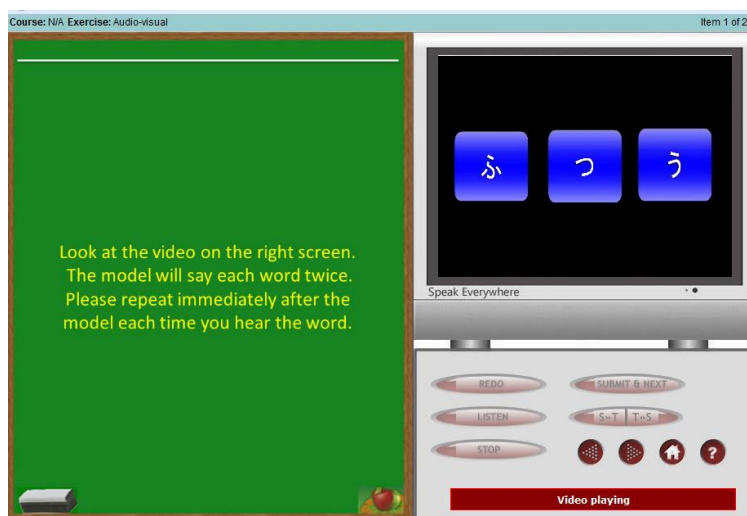 Course: N/A Exercise: Audio-visual
Item 1 of 2
Look at the video on the right screen.
The model will say each word twice.
Please repeat immediately after the
model each time you hear the word.
ふ つ う
Speak Everywhere
REDO
SUBMIT & NEXT
LISTEN
S»T T»S
STOP
?
Video playing